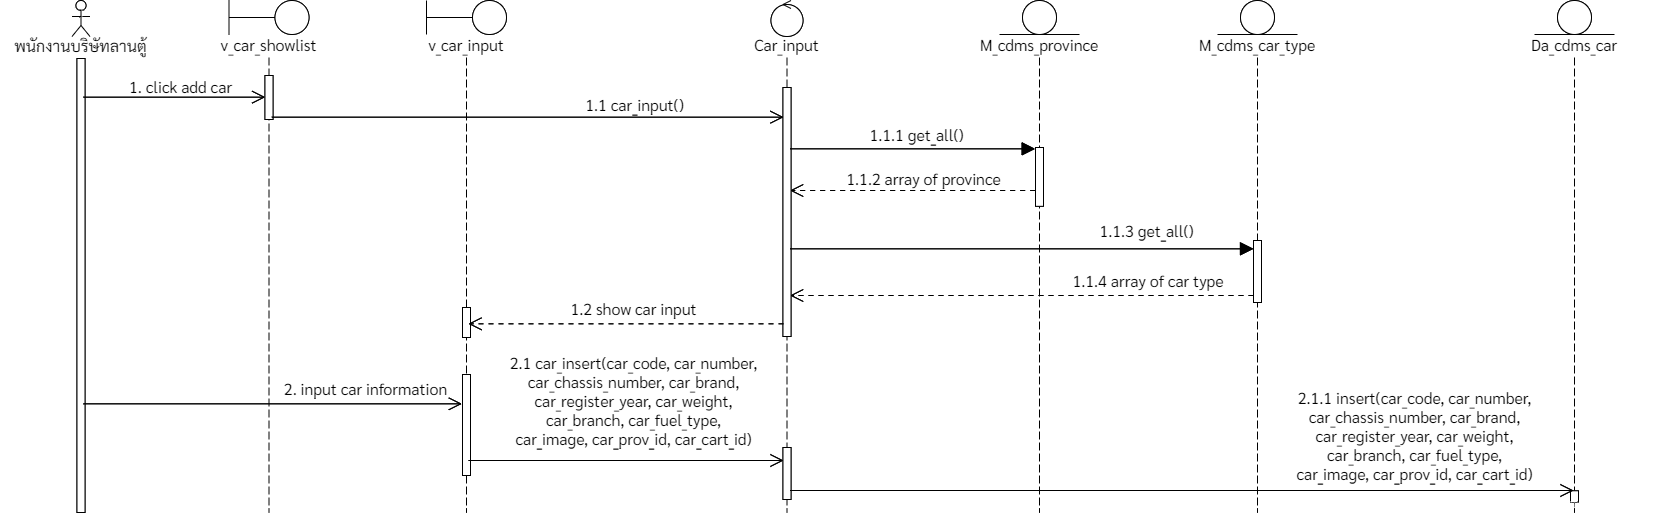 พนักงานบริษัทลานตู้
v_car_showlist
v_car_input
Car_input
M_cdms_province
M_cdms_car_type
Da_cdms_car
1. click add car
1.1 car_input()
1.1.1 get_all()
1.1.2 array of province
1.1.3 get_all()
1.1.4 array of car type
1.2 show car input
2. input car information
2.1 car_insert(car_code, car_number,
car_chassis_number, car_brand,
car_register_year, car_weight,
car_branch, car_fuel_type,
car_image, car_prov_id, car_cart_id)
2.1.1 insert(car_code, car_number,
car_chassis_number, car_brand,
car_register_year, car_weight,
car_branch, car_fuel_type,
car_image, car_prov_id, car_cart_id)